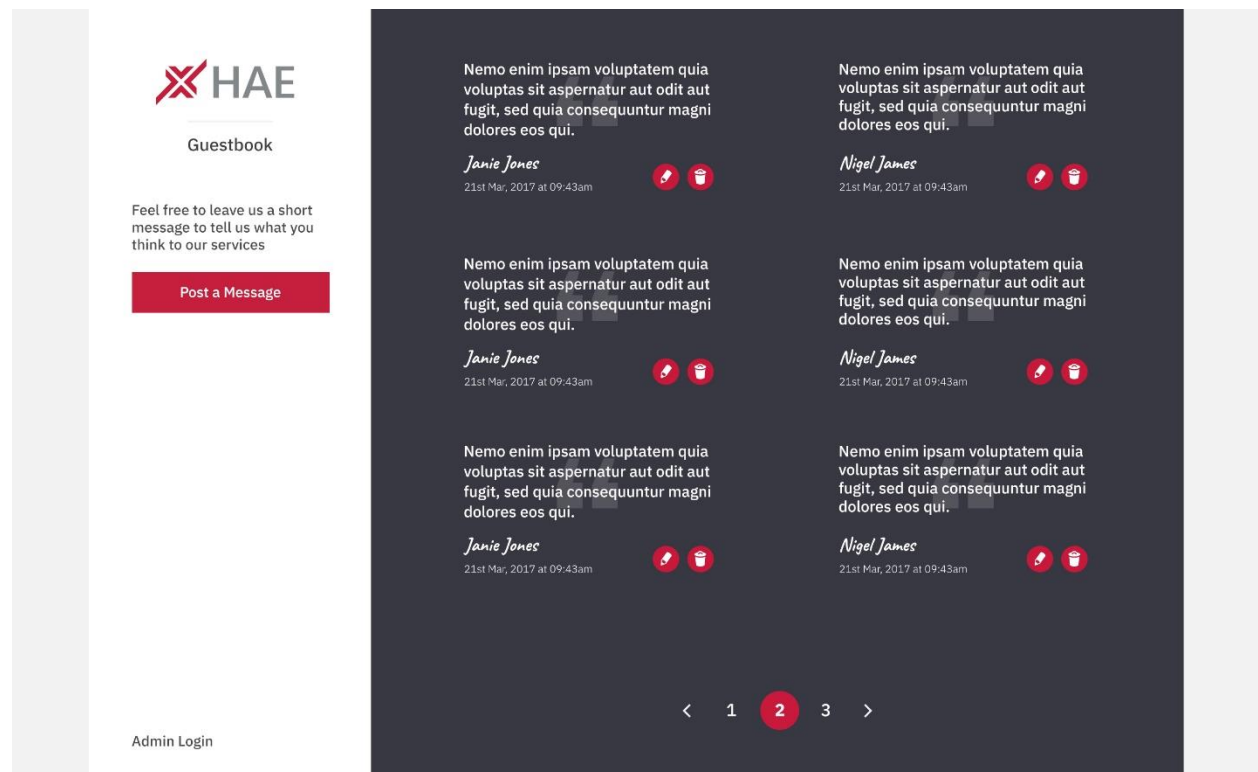 HAE
Guestbook
Feel free to leave us a short
message to tell us what you
think to our services
Post a Message
Admin Login
Nemo enim ipsam voluptatem quia
voluptas sit aspernatur aut odit aut
fugit, sed quia consequuntur magni
dolores eos qui.
Janie Jones
21st Mar, 2017 at 09:43am
Nemo enim ipsam voluptatem quia
voluptas sit aspernatur aut odit aut
fugit, sed quia consequuntur magni
dolores eos qui.
Nigel James
21st Mar, 2017 at 09:43am
Nemo enim ipsam voluptatem quia
voluptas sit aspernatur aut odit aut
fugit, sed quia consequuntur magni
dolores eos qui.
Janie Jones
21st Mar, 2017 at 09:43am
Nemo enim ipsam voluptatem quia
voluptas sit aspernatur aut odit aut
fugit, sed quia consequuntur magni
dolores eos qui.
Nigel James
21st Mar, 2017 at 09:43am
Nemo enim ipsam voluptatem quia
voluptas sit aspernatur aut odit aut
fugit, sed quia consequuntur magni
dolores eos qui.
Janie Jones
21st Mar, 2017 at 09:43am
Nemo enim ipsam voluptatem quia
voluptas sit aspernatur aut odit aut
fugit, sed quia consequuntur magni
dolores eos qui.
Nigel James
21st Mar, 2017 at 09:43am
< 1 2 3 >